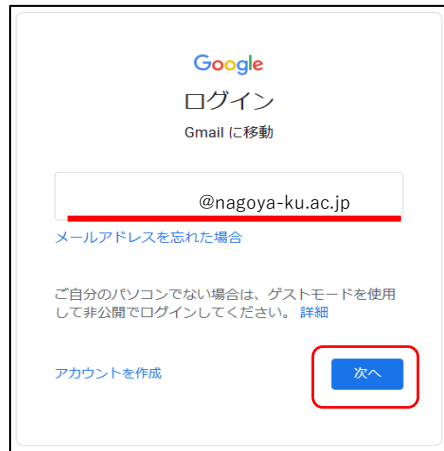 Google
ログイン
Gmail に移動
@nagoya-ku.ac.jp
メールアドレスを忘れた場合
ご自分のパソコンでない場合は、ゲストモードを使用
して非公開でログインしてください。 詳細
アカウントを作成
次へ